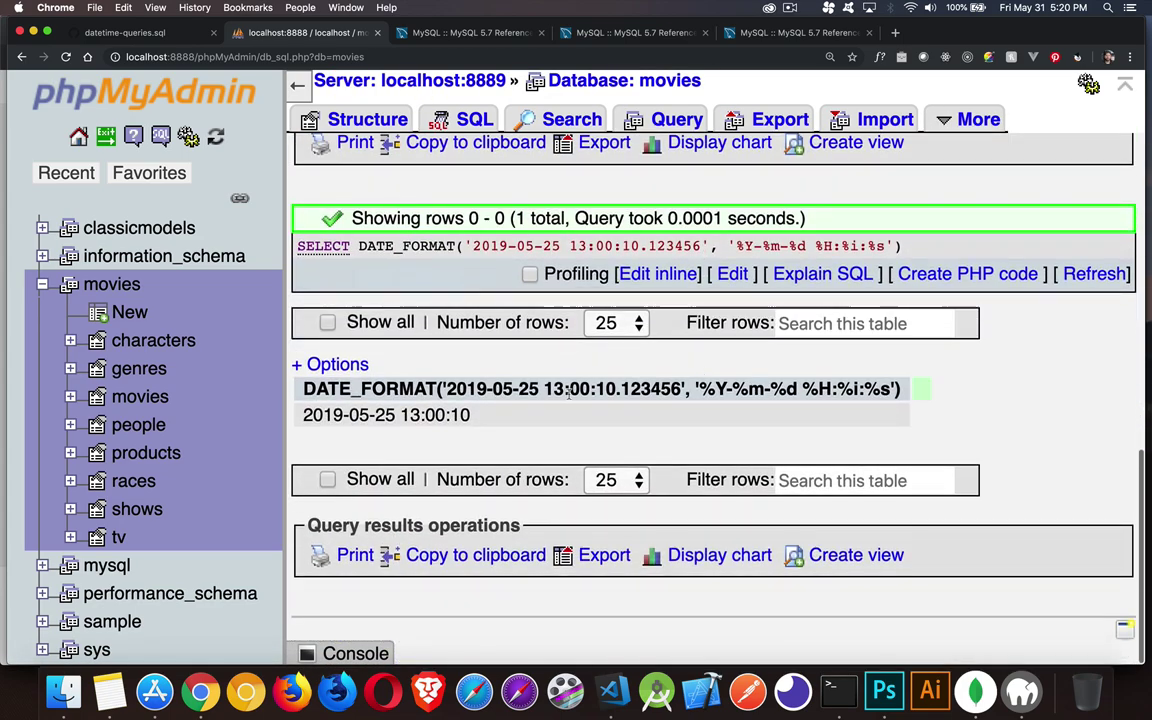 Chrome File Edit View History Bookmarks People Window Help 100% Fri May 31 5:20 PM
datetime-queries.sql × localhost:8888 / localhost / mo × MySQL :: MySQL 5.7 Referenc × MySQL :: MySQL 5.7 Referenc × MySQL :: MySQL 5.7 Referenc × +
localhost:8888/phpMyAdmin/db_sql.php?db=movies
phpMyAdmin
Recent Favorites
classicmodels
information_schema
movies
New
characters
genres
movies
people
products
races
shows
tv
mysql
performance_schema
sample
sys
Server: localhost:8889 » Database: movies
Structure SQL Search Query Export Import More
Print Copy to clipboard Export Display chart Create view
Showing rows 0 - 0 (1 total, Query took 0.0001 seconds.)
SELECT DATE_FORMAT('2019-05-25 13:00:10.123456', '%Y-%m-%d %H:%i:%s')
Profiling [Edit inline] [ Edit ] [ Explain SQL ] [ Create PHP code ] [ Refresh]
Show all | Number of rows: 25 Filter rows: Search this table
+ Options
DATE_FORMAT('2019-05-25 13:00:10.123456', '%Y-%m-%d %H:%i:%s')
2019-05-25 13:00:10
Show all | Number of rows: 25 Filter rows: Search this table
Query results operations
Print Copy to clipboard Export Display chart Create view
Console
Ps Ai